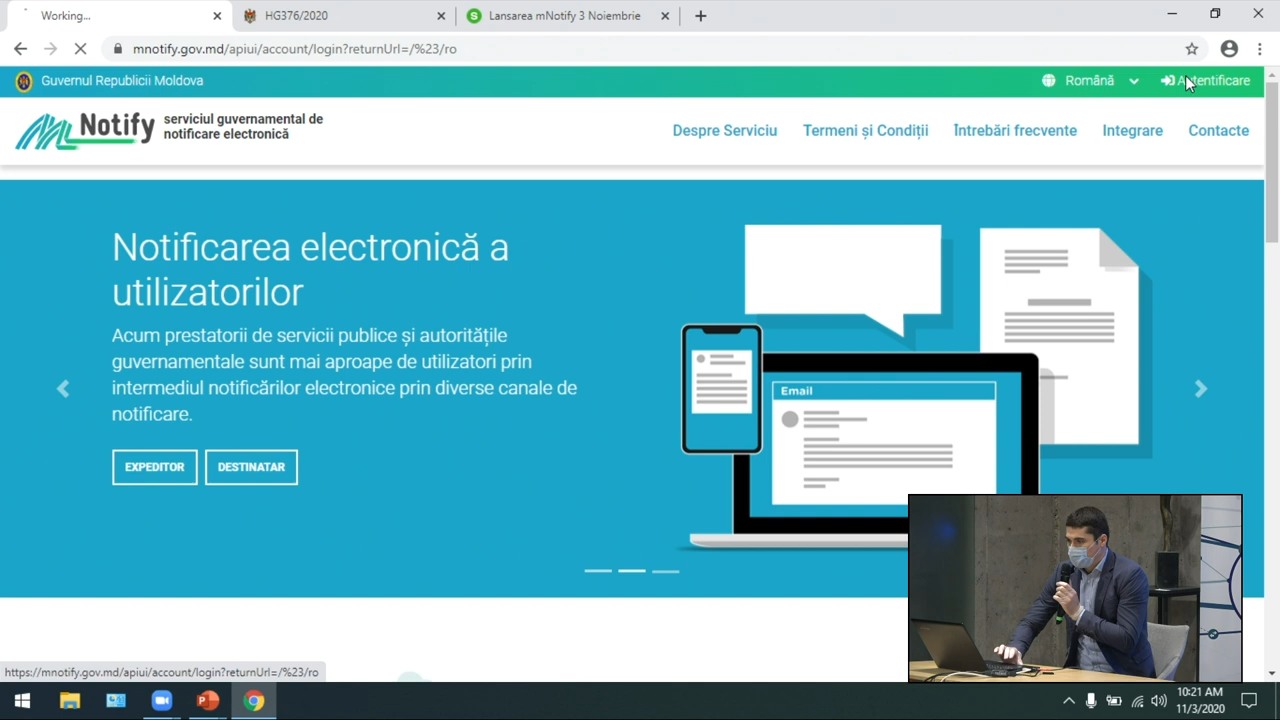 Working...
HG376/2020
Lansarea mNotify 3 Noiembrie
mnotify.gov.md/apiui/account/login?returnUrl=/%23/ro
Guvernul Republicii Moldova
Română
Autentificare
Notify
serviciul guvernamental de
notificare electronică
Despre Serviciu
Termeni și Condiții
Întrebări frecvente
Integrare
Contacte
Notificarea electronică a
utilizatorilor
Acum prestatorii de servicii publice și autoritățile
guvernamentale sunt mai aproape de utilizatori prin
intermediul notificărilor electronice prin diverse canale de
notificare.
EXPEDITOR
DESTINATAR
Email
https://mnotify.gov.md/apiui/account/login?returnUrl=/%23/ro
10:21 AM
11/3/2020